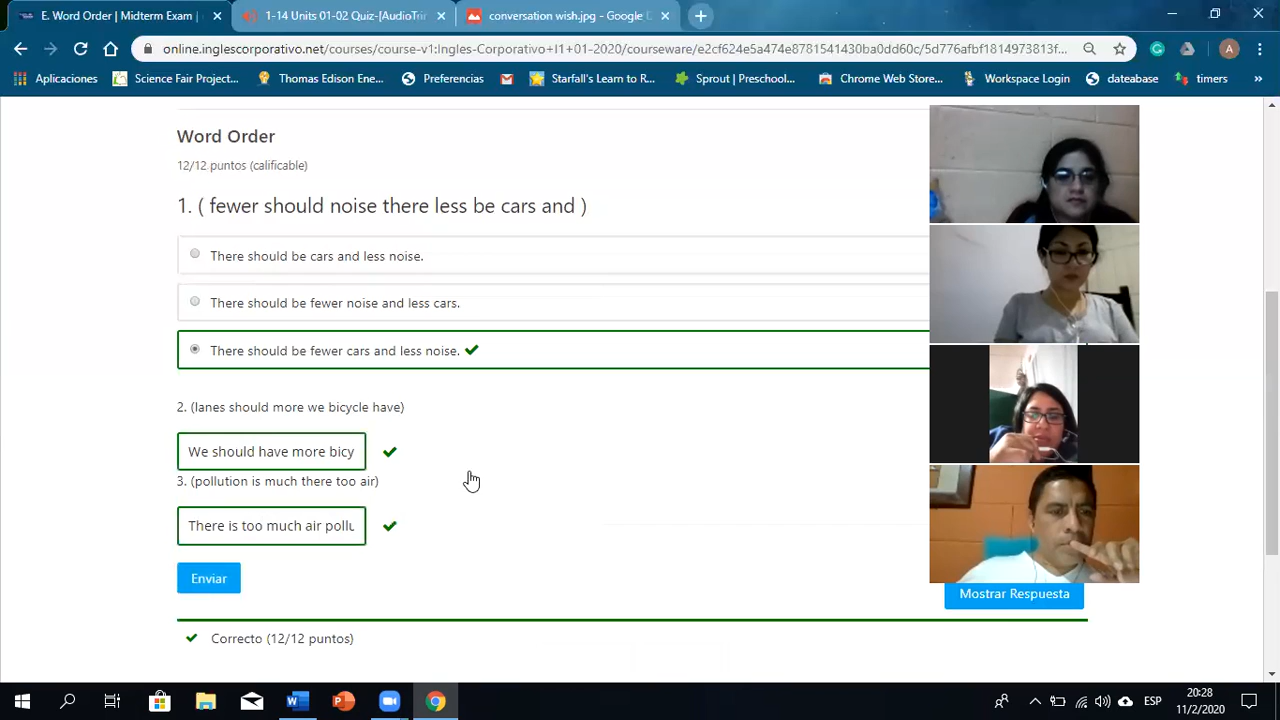 E. Word Order | Midterm Exam |
1-14 Units 01-02 Quiz-[AudioTrir
conversation wish.jpg - Google D
online.inglescorporativo.net/courses/course-v1:Ingles-Corporativo+I1+01-2020/courseware/e2cf624e5a474e8781541430ba0dd60c/5d776afbf1814973813f...
A
Aplicaciones
Science Fair Project...
Thomas Edison Ene...
Preferencias
Starfall's Learn to R...
Sprout | Preschool...
Chrome Web Store...
Workspace Login
dateabase
timers
»
Word Order
12/12 puntos (calificable)
1. ( fewer should noise there less be cars and )
There should be cars and less noise.
There should be fewer noise and less cars.
There should be fewer cars and less noise.
2. (lanes should more we bicycle have)
We should have more bicy
3. (pollution is much there too air)
There is too much air pollu
Enviar
Mostrar Respuesta
Correcto (12/12 puntos)
ESP
20:28
11/2/2020